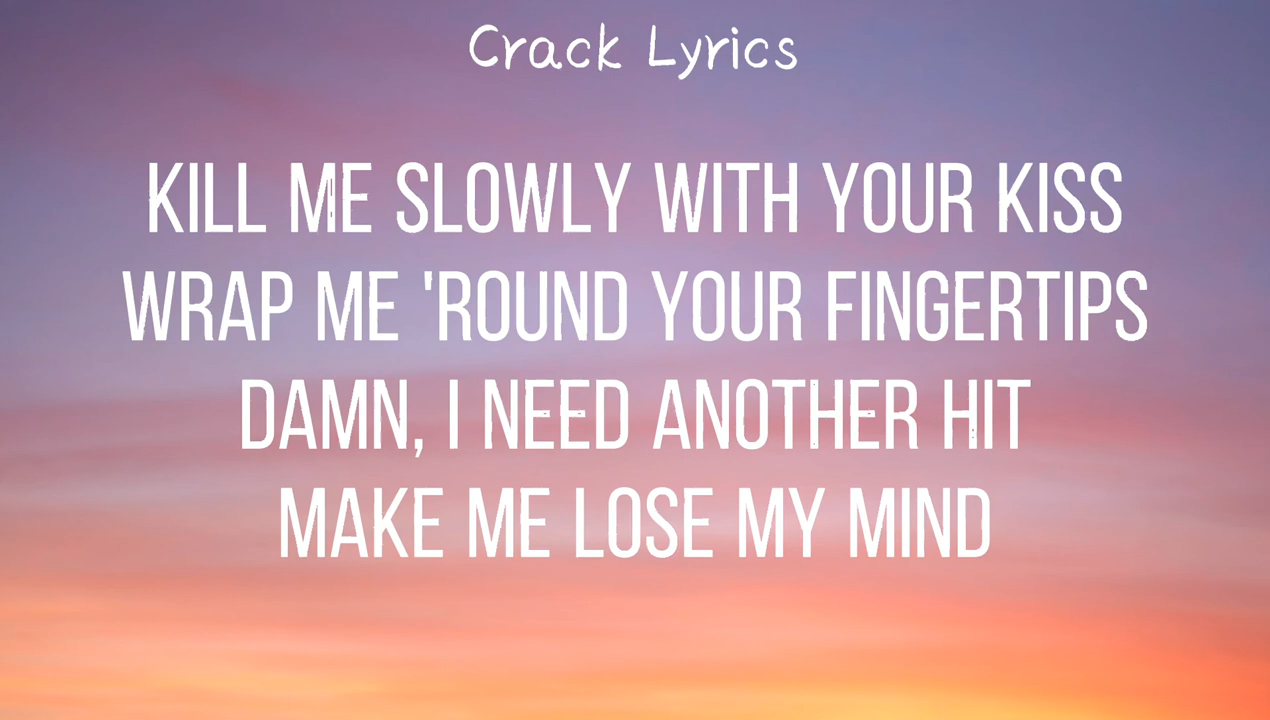 Crack Lyrics
KILL ME SLOWLY WITH YOUR KISS
WRAP ME 'ROUND YOUR FINGERTIPS
DAMN, I NEED ANOTHER HIT
MAKE ME LOSE MY MIND